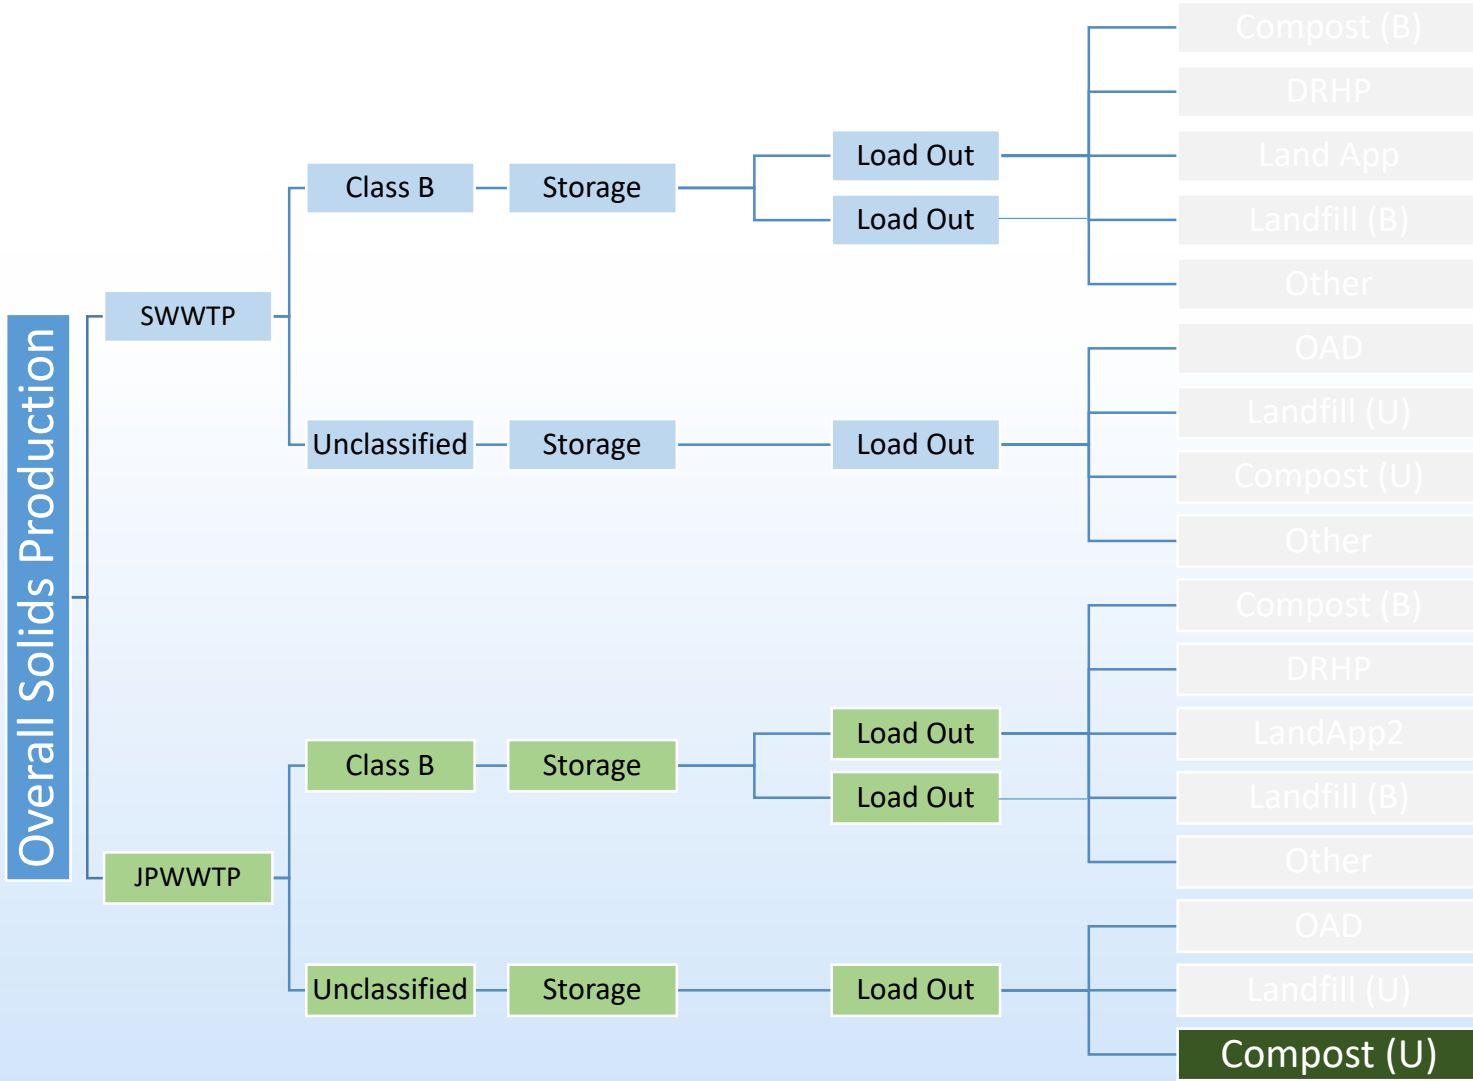 Overall Solids Production
SWWTP
Class B
Storage
Load Out
Load Out
Compost (B)
DRHP
Land App
Landfill (B)
Other
Unclassified
Storage
Load Out
OAD
Landfill (U)
Compost (U)
Other
JPWWTP
Class B
Storage
Load Out
Load Out
Compost (B)
DRHP
LandApp2
Landfill (B)
Other
Unclassified
Storage
Load Out
OAD
Landfill (U)
Compost (U)